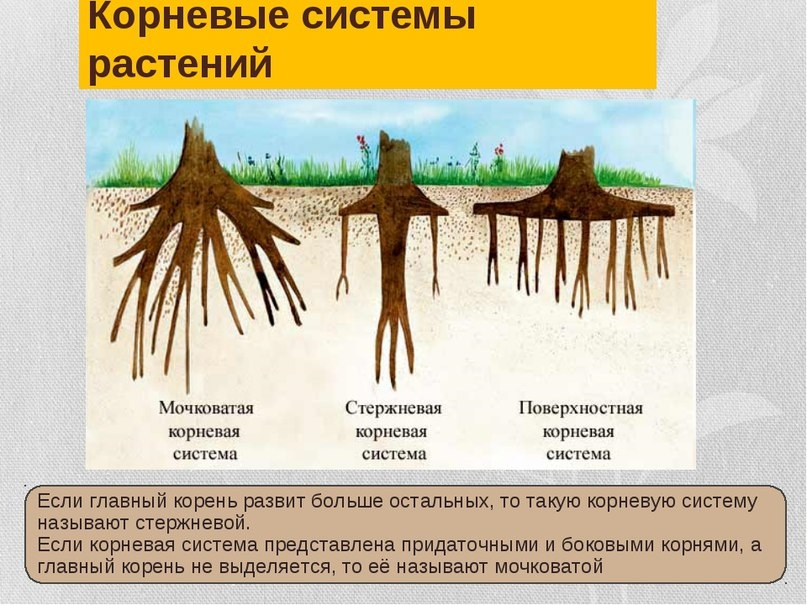 Корневые системы
растений
Мочковатая
корневая
система
Стержневая
корневая
система
Поверхностная
корневая
система
Если главный корень развит больше остальных, то такую корневую систему
называют стержневой.
Если корневая система представлена придаточными и боковыми корнями, а
главный корень не выделяется, то её называют мочковатой